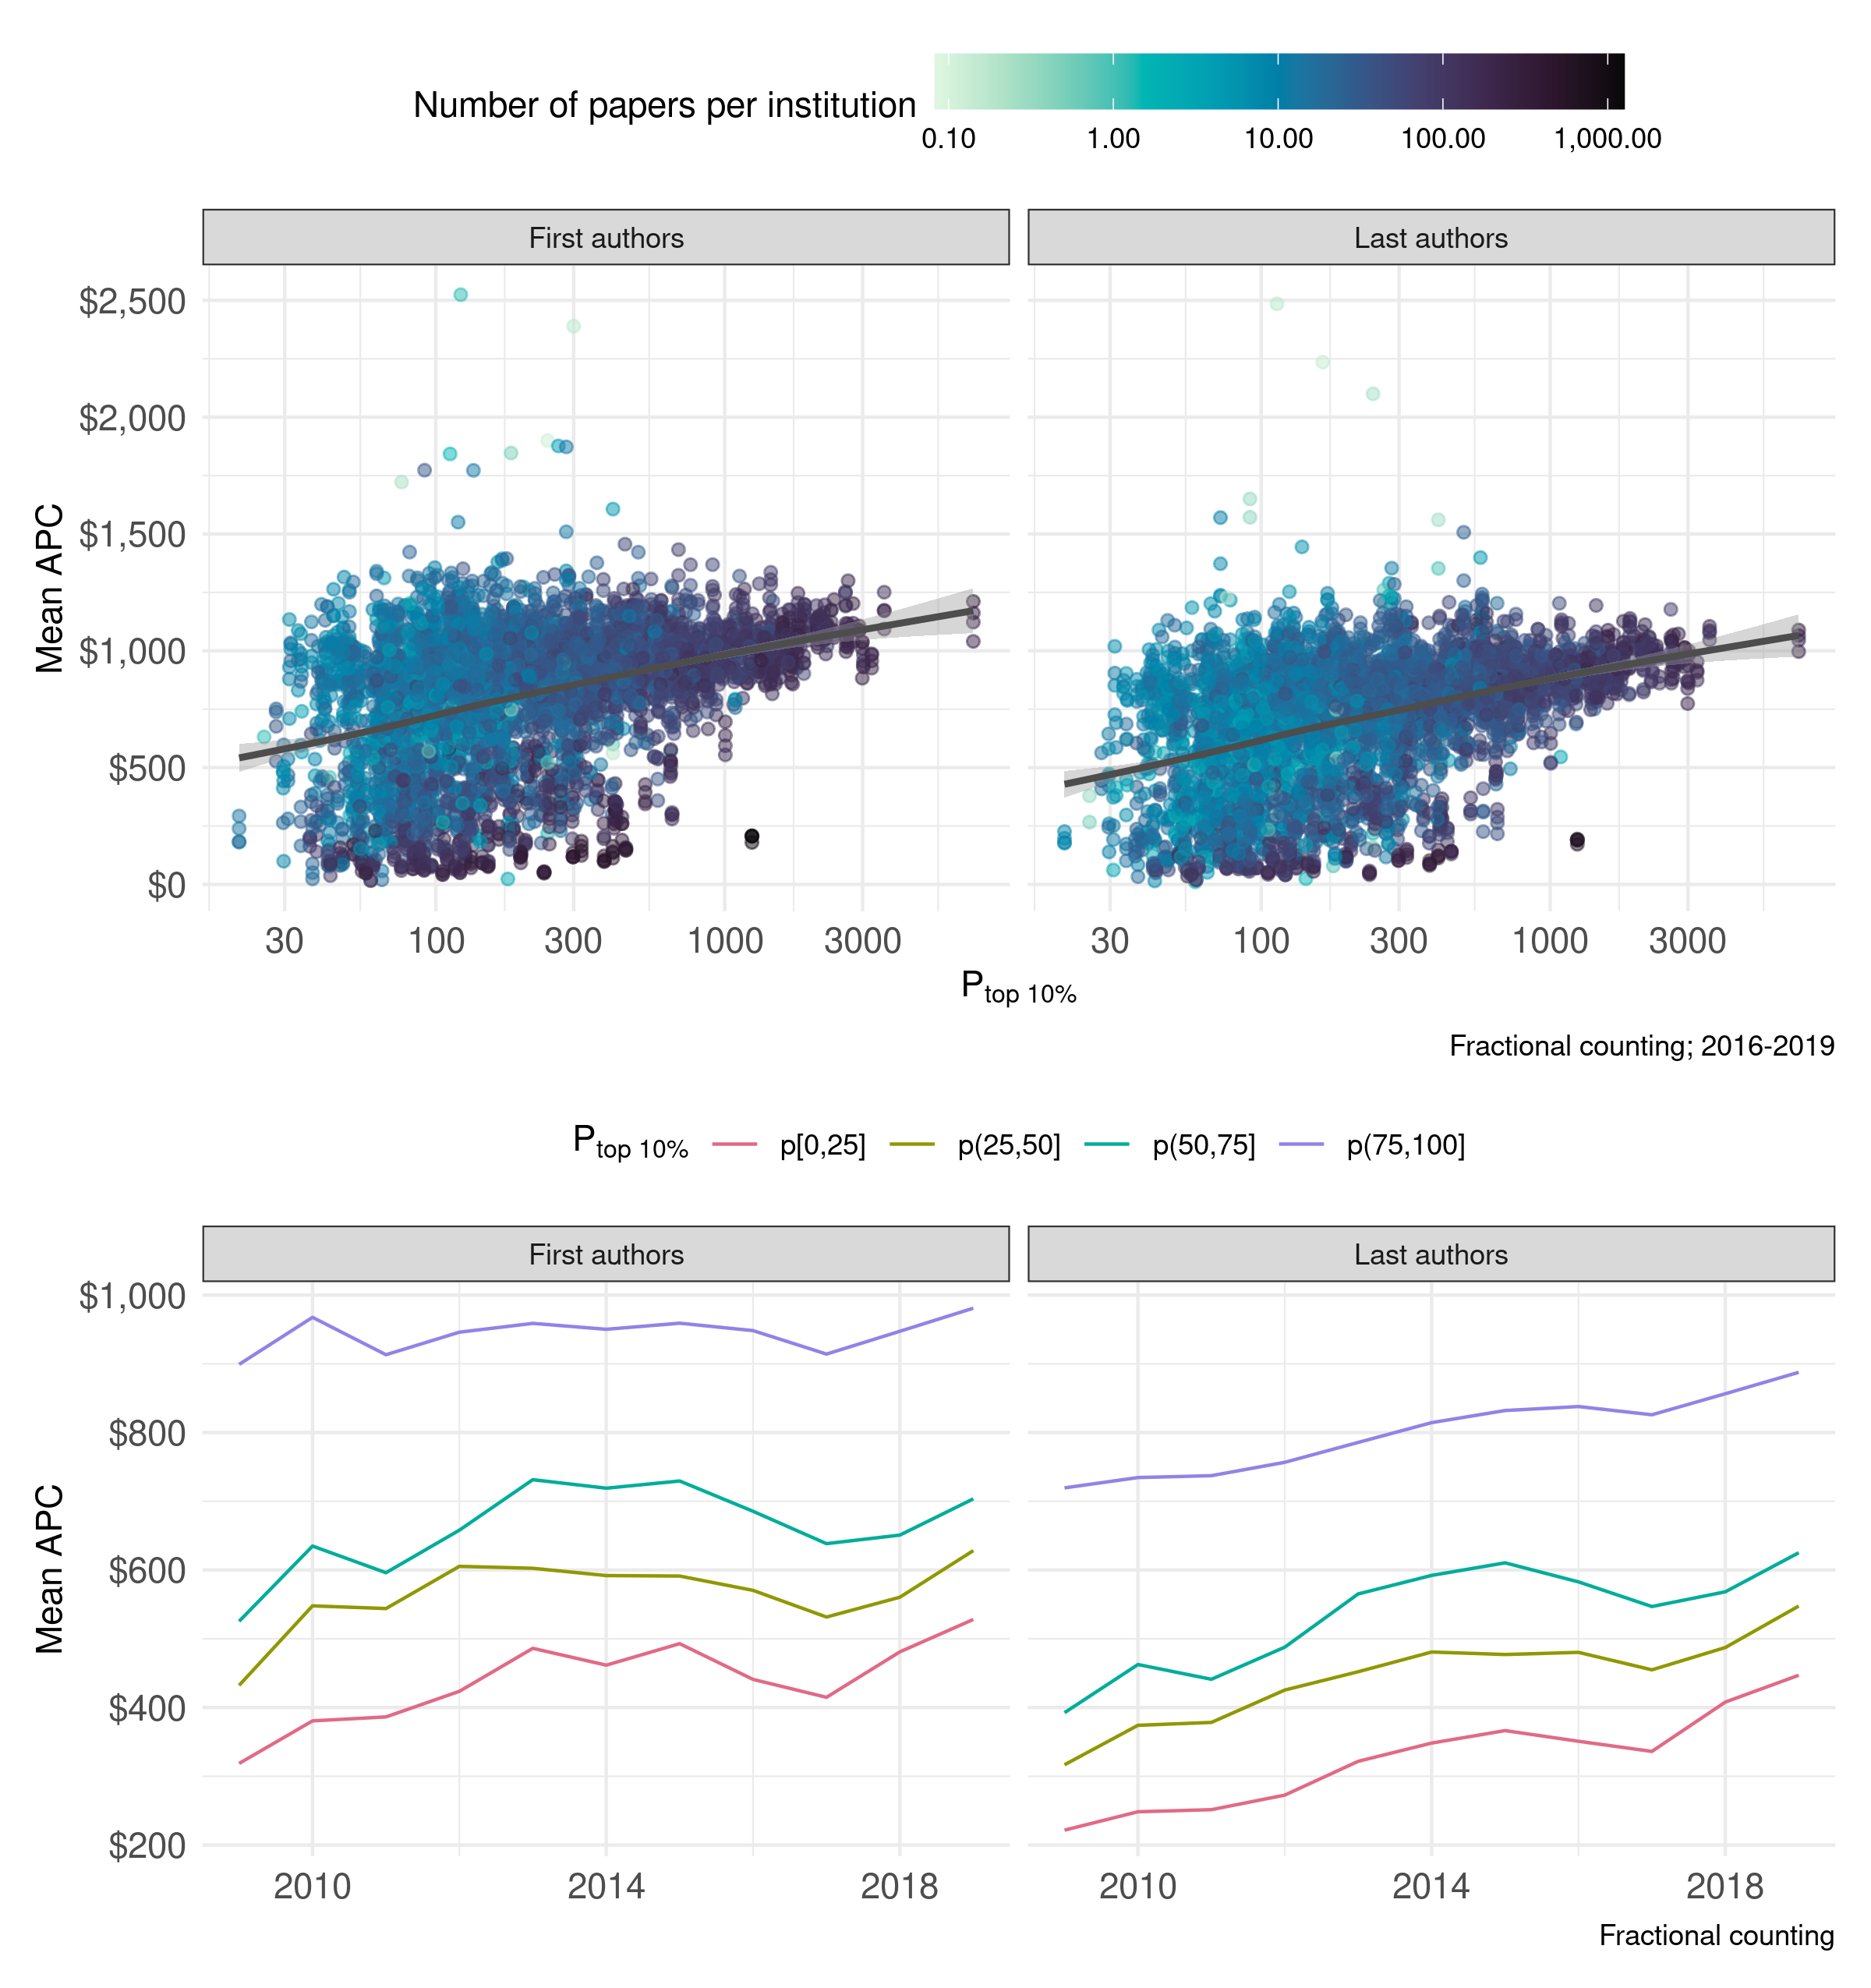 Number of papers per institution
0.10 1.00 10.00 100.00 1,000.00
First authors Last authors
$2,500
$2,000
$1,500
$1,000
$500
$0
Mean APC
30 100 300 1000 3000 30 100 300 1000 3000
Ptop 10%
Fractional counting; 2016-2019
Ptop 10% p[0,25] p(25,50] p(50,75] p(75,100]
First authors Last authors
$1,000
$800
$600
$400
$200
Mean APC
2010 2014 2018 2010 2014 2018
Fractional counting